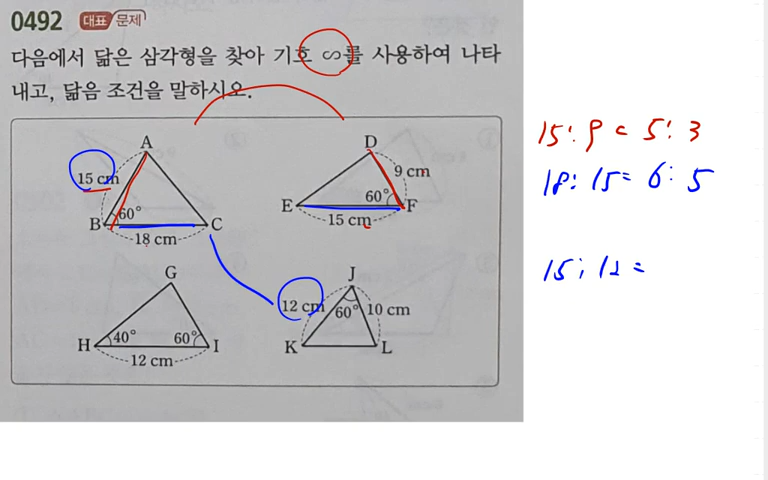 0492 대표 문제
다음에서 닮은 삼각형을 찾아 기호 ∽를 사용하여 나타
내고, 닮음 조건을 말하시오.
A
15 cm
B
60°
C
18 cm
D
9 cm
60°
E
F
15 cm
G
H
40°
60°
I
12 cm
J
12 cm
60°
10 cm
K
L
15 : 9 = 5 : 3
18 : 15 = 6 : 5
15 : 12 =